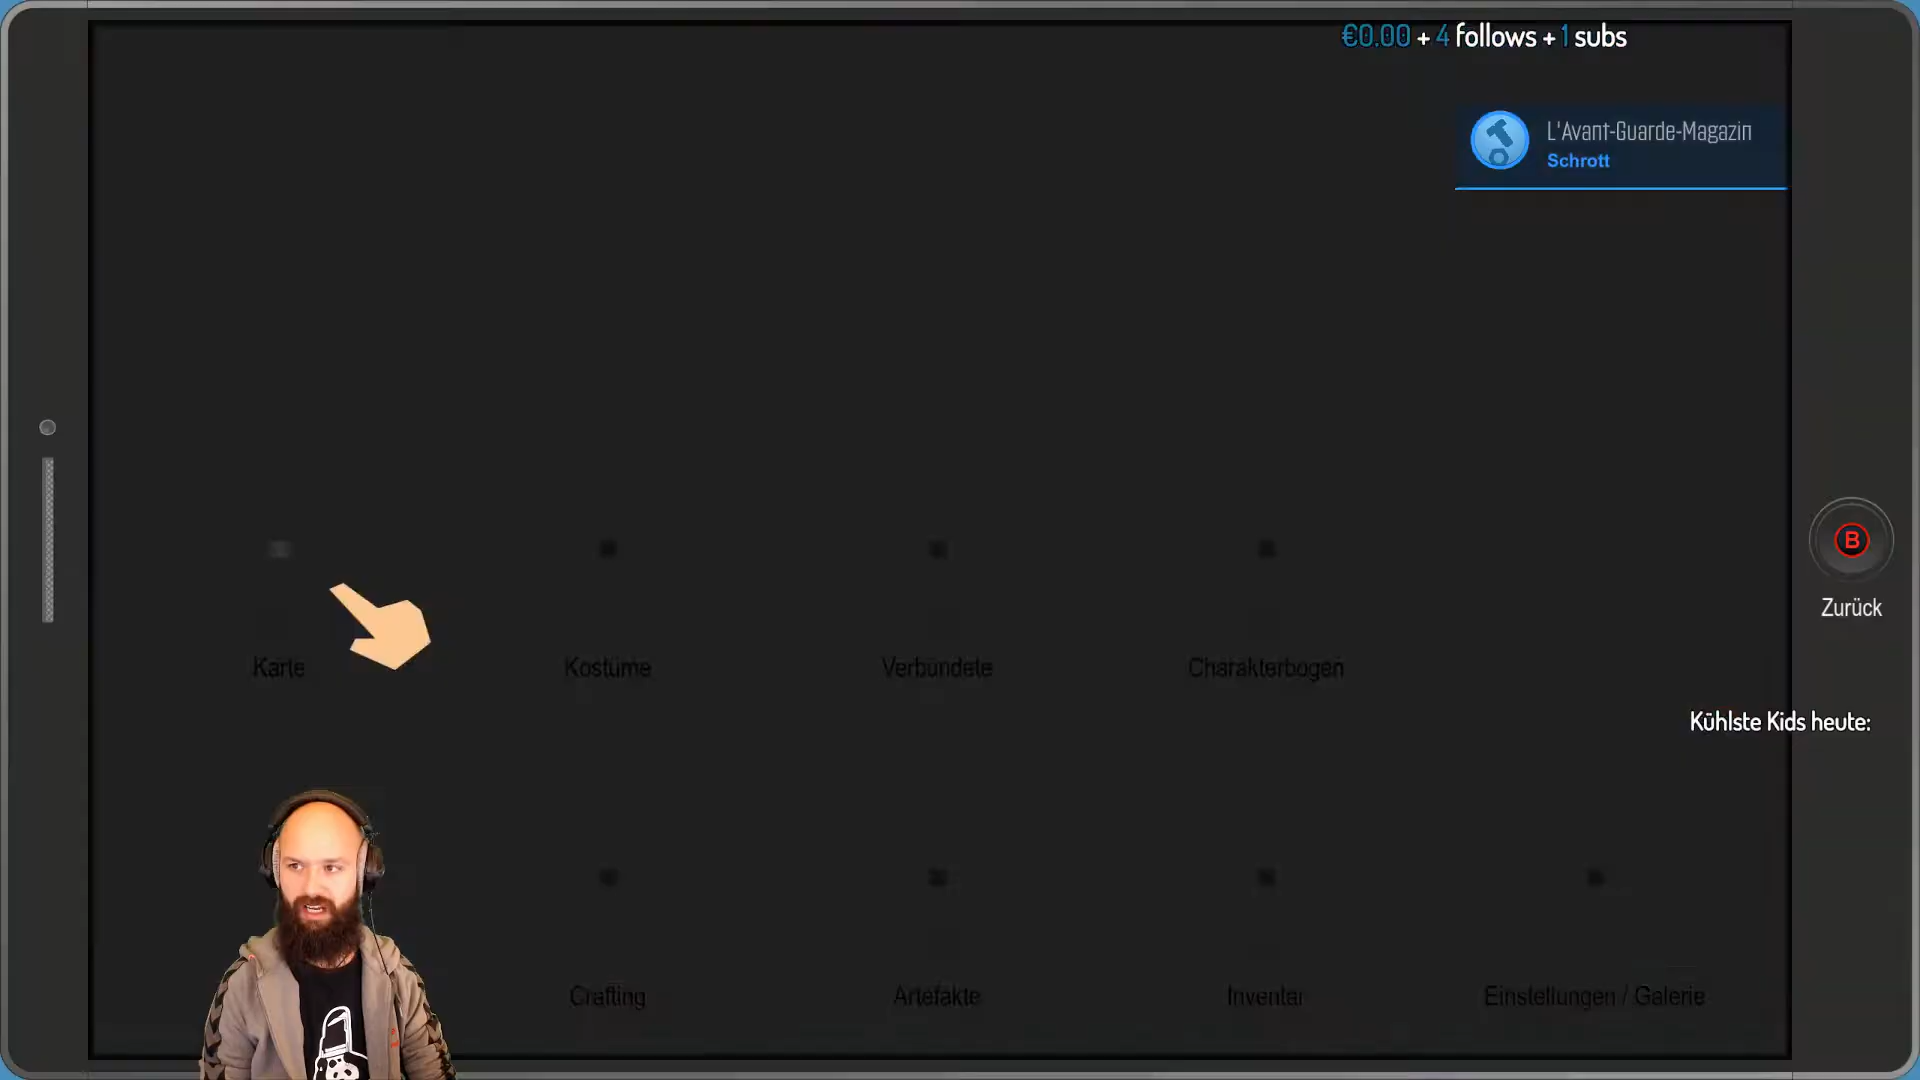 €0.00 + 4 follows + 1 subs
L'Avant-Guarde-Magazin
Schrott
B
Zurück
Karte
Kostüme
Verbündete
Charakterbogen
Kühlste Kids heute:
Crafting
Artefakte
Inventar
Einstellungen / Galerie